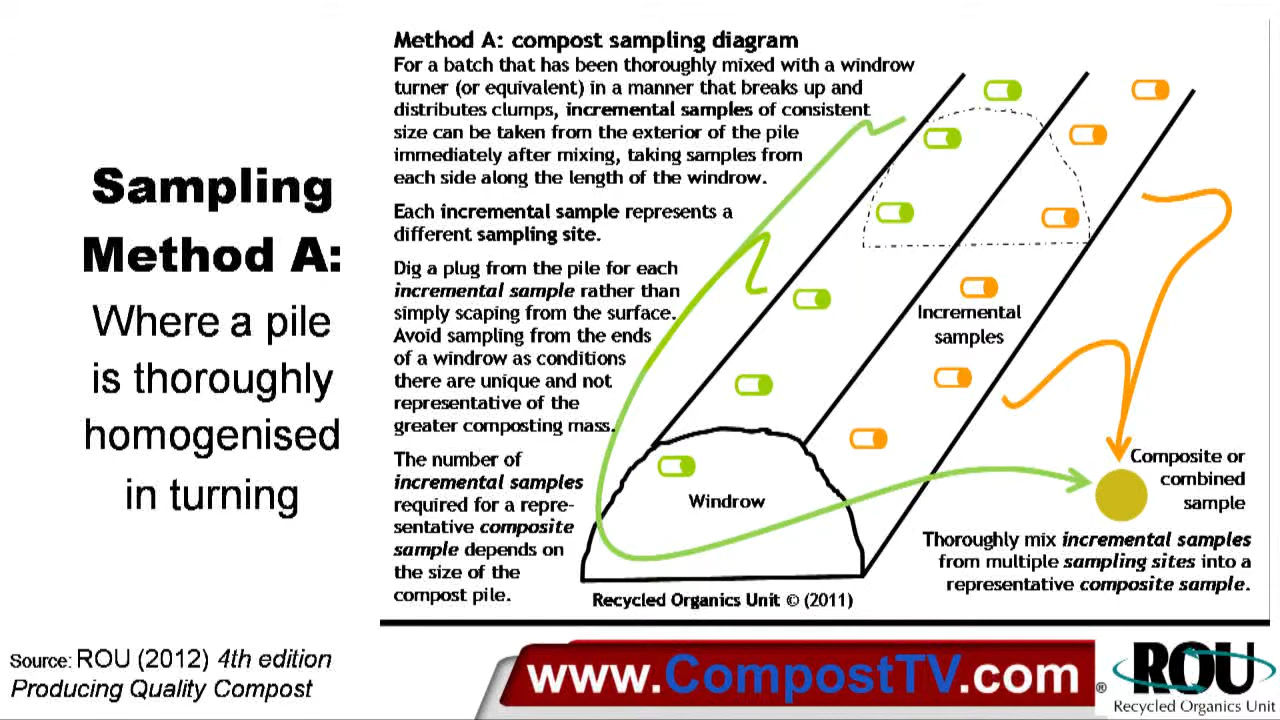 Sampling
Method A:
Where a pile
is thoroughly
homogenised
in turning
Source: ROU (2012) 4th edition
Producing Quality Compost
Method A: compost sampling diagram
For a batch that has been thoroughly mixed with a windrow
turner (or equivalent) in a manner that breaks up and
distributes clumps, incremental samples of consistent
size can be taken from the exterior of the pile
immediately after mixing, taking samples from
each side along the length of the windrow.
Each incremental sample represents a
different sampling site.
Dig a plug from the pile for each
incremental sample rather than
simply scaping from the surface.
Avoid sampling from the ends
of a windrow as conditions
there are unique and not
representative of the
greater composting mass.
The number of
incremental samples
required for a repre-
sentative composite
sample depends on
the size of the
compost pile.
Incremental
samples
Windrow
Composite or
combined
sample
Thoroughly mix incremental samples
from multiple sampling sites into a
representative composite sample.
Recycled Organics Unit © (2011)
www.CompostTV.com ®
ROU
Recycled Organics Unit